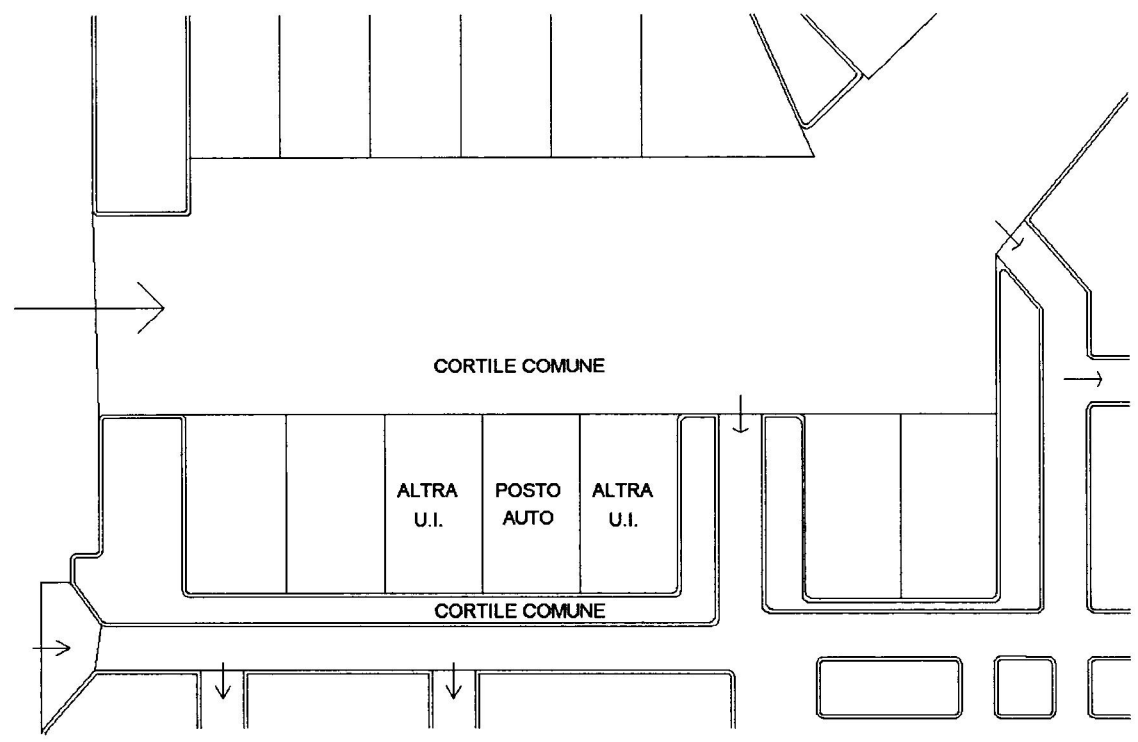 CORTILE COMUNE
ALTRA
U.I.
POSTO
AUTO
ALTRA
U.I.
CORTILE COMUNE